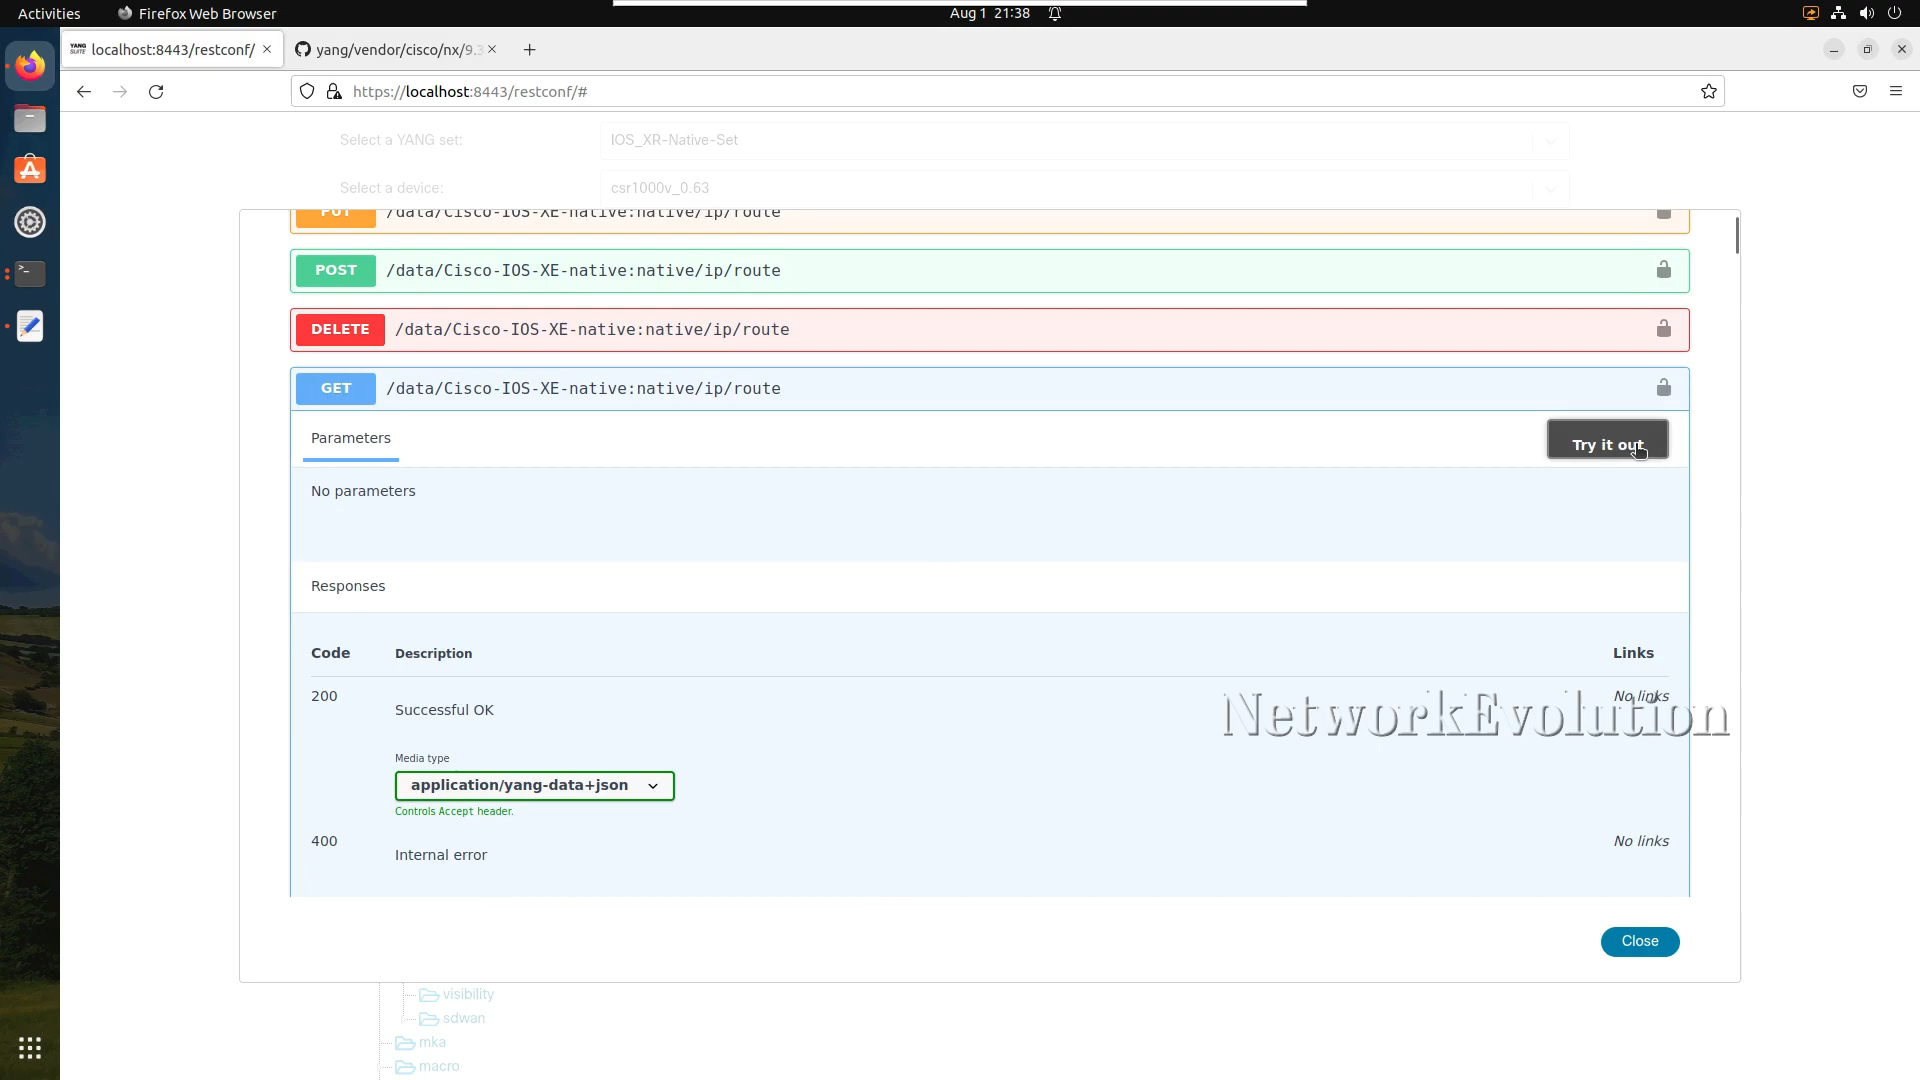 Activities Firefox Web Browser Aug 1 21:38
YANG SUITE localhost:8443/restconf/ yang/vendor/cisco/nx/9.3
https://localhost:8443/restconf/#
Select a YANG set: IOS_XR-Native-Set
Select a device: csr1000v_0.63
PUT /data/Cisco-IOS-XE-native:native/ip/route
POST /data/Cisco-IOS-XE-native:native/ip/route
DELETE /data/Cisco-IOS-XE-native:native/ip/route
GET /data/Cisco-IOS-XE-native:native/ip/route
Parameters Try it out
No parameters
Responses
Code Description Links
200 No links
Successful OK
NetworkEvolution
Media type
application/yang-data+json
Controls Accept header.
400 No links
Internal error
Close
visibility
sdwan
mka
macro